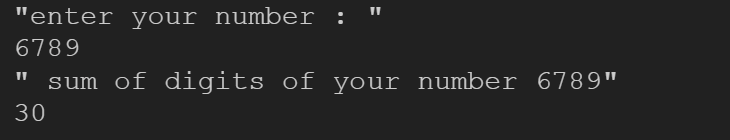 "enter your number : "
6789
" sum of digits of your number 6789"
30